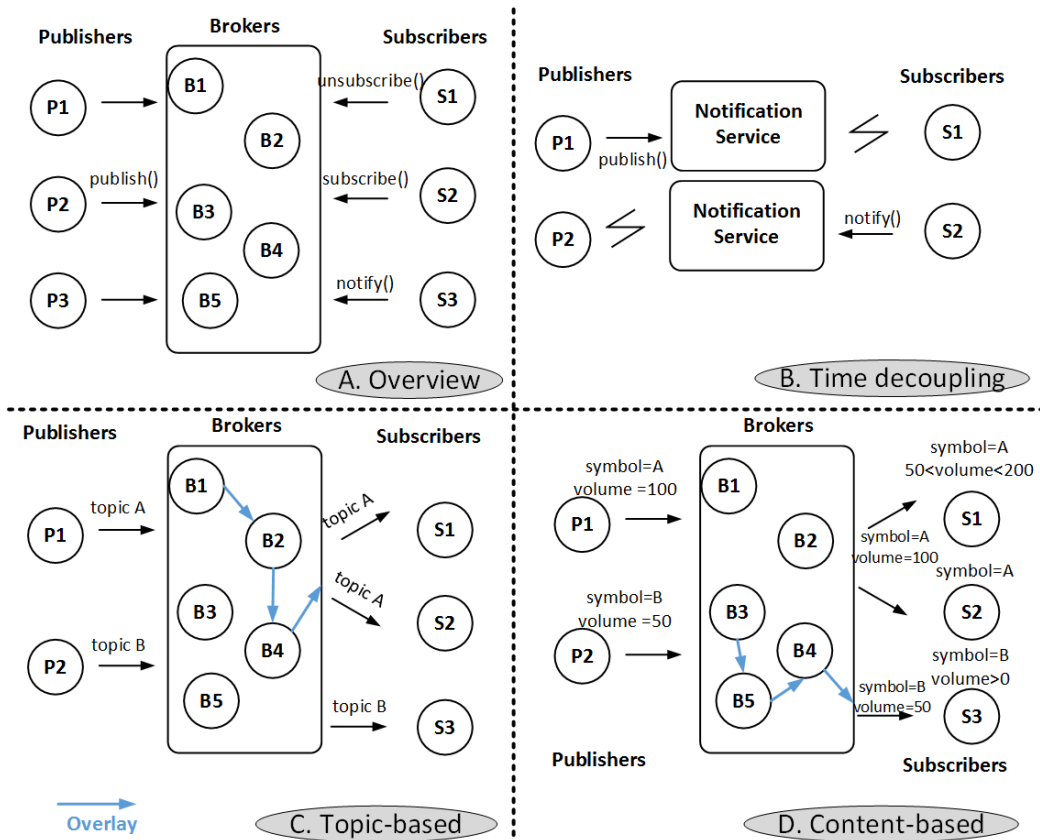 Publishers
Brokers
Subscribers
P1
B1
unsubscribe()
S1
B2
P2
publish()
B3
subscribe()
S2
B4
P3
B5
notify()
S3
A. Overview
Publishers
Subscribers
P1
publish()
Notification
Service
S1
P2
Notification
Service
notify()
S2
B. Time decoupling
Publishers
Brokers
Subscribers
P1
topic A
B1
B2
topic A
S1
topic A
B3
S2
P2
topic B
B4
B5
topic B
S3
Overlay
C. Topic-based
Brokers
symbol=A
volume =100
P1
B1
B2
symbol=A
50<volume<200
S1
symbol=A
volume=100
symbol=A
S2
symbol=B
volume =50
P2
B3
B4
B5
symbol=B
volume>0
symbol=B
volume=50
S3
Publishers
Subscribers
D. Content-based